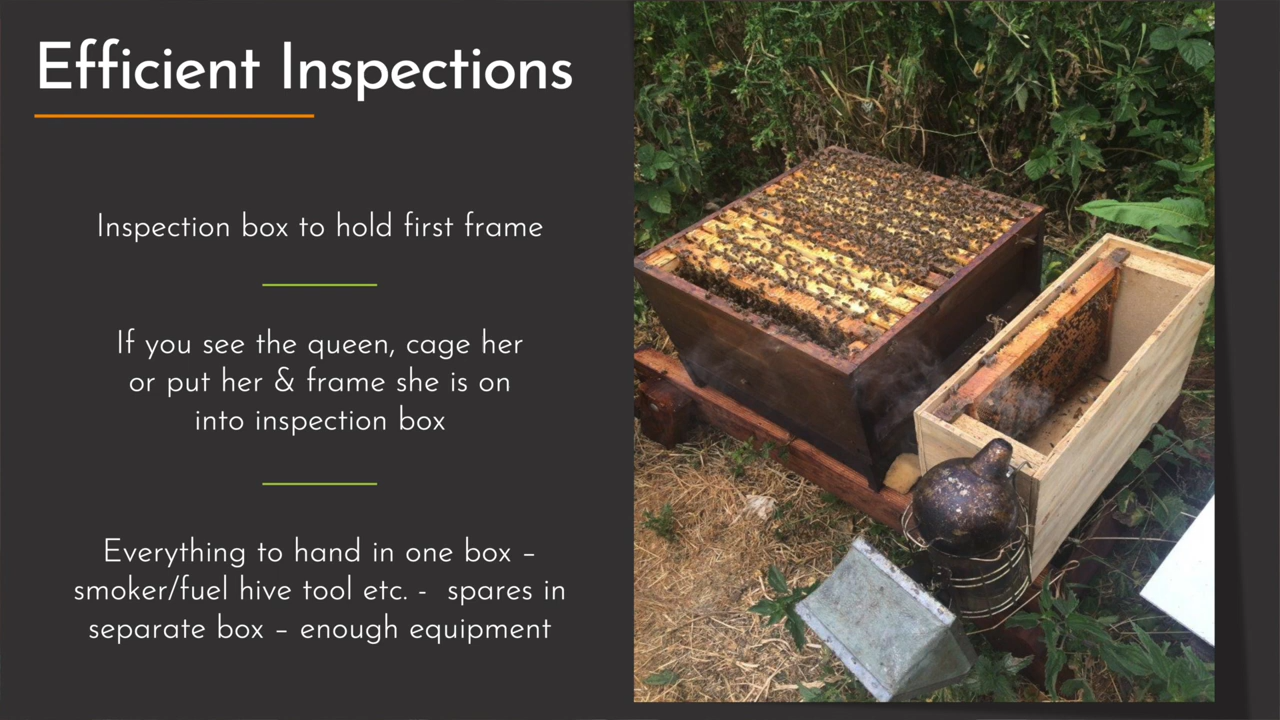 Efficient Inspections
Inspection box to hold first frame
If you see the queen, cage her
or put her & frame she is on
into inspection box
Everything to hand in one box –
smoker/fuel hive tool etc. -  spares in
separate box – enough equipment